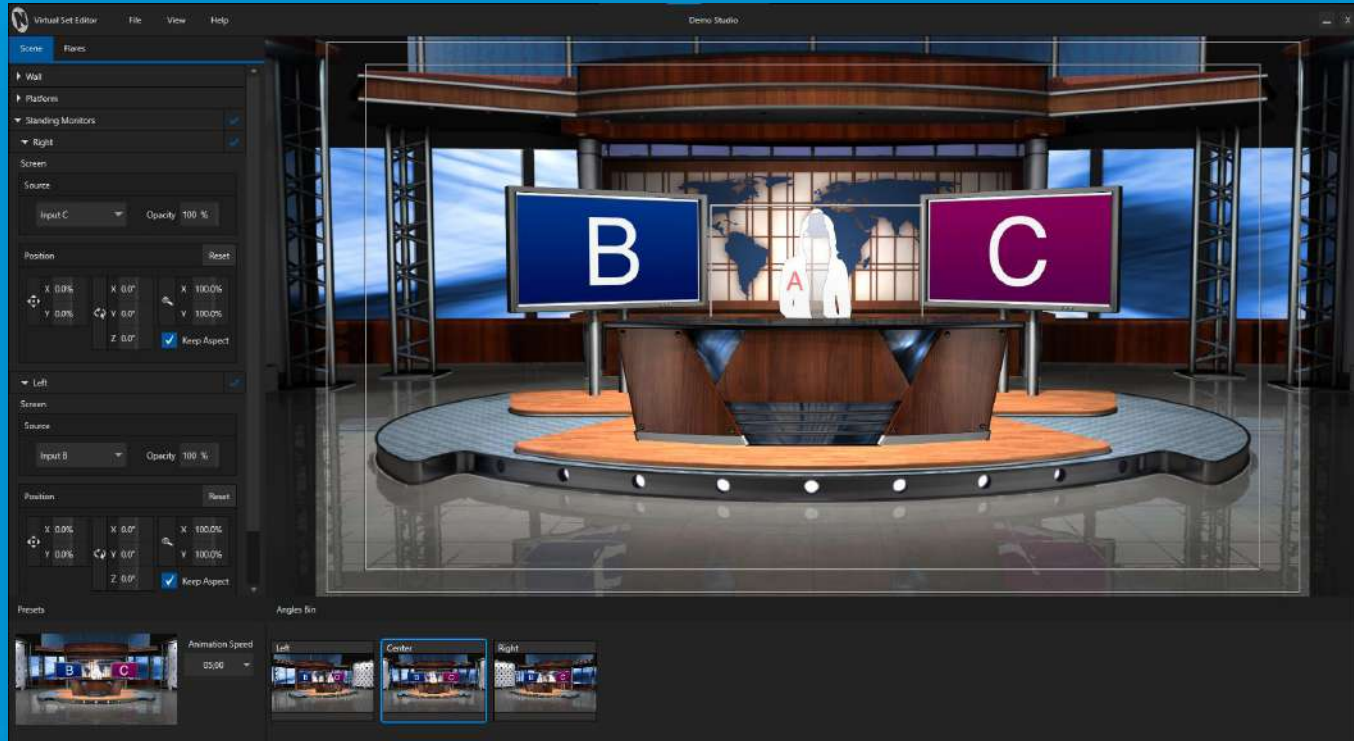 N Virtual Set Editor File View Help Demo Studio
Scene Flares
Wall
Platform
Standing Monitors
Right
Screen
Source
Input C Opacity 100 %
Position Reset
X 0.0% X 0.0° X 100.0%
Y 0.0% Y 0.0° Y 100.0%
Z 0.0° Keep Aspect
Left
Screen
Source
Input B Opacity 100 %
Position Reset
X 0.0% X 0.0° X 100.0%
Y 0.0% Y 0.0° Y 100.0%
Z 0.0° Keep Aspect
B
A
C
Presets
Animation Speed
05;00
B C
Angles Bin
Left
B C
Center
B C
Right
B C